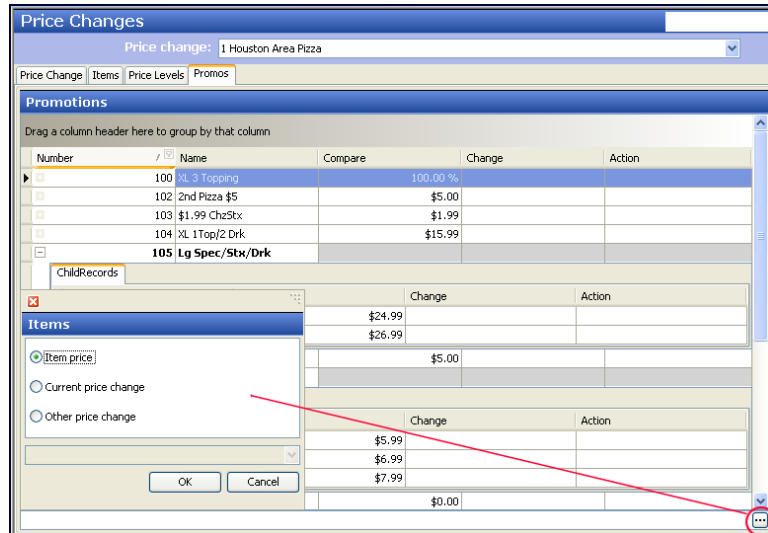 Price Changes
Price change: 1 Houston Area Pizza
Price Change Items Price Levels Promos
Promotions
Drag a column header here to group by that column
Number / Name Compare Change Action
100 XL 3 Topping 100.00 %
102 2nd Pizza $5 $5.00
103 $1.99 ChzStx $1.99
104 XL 1Top/2 Drk $15.99
105 Lg Spec/Stx/Drk
ChildRecords
Change Action
$24.99
$26.99
$5.00
Change Action
$5.99
$6.99
$7.99
$0.00
Items
Item price
Current price change
Other price change
OK Cancel
...